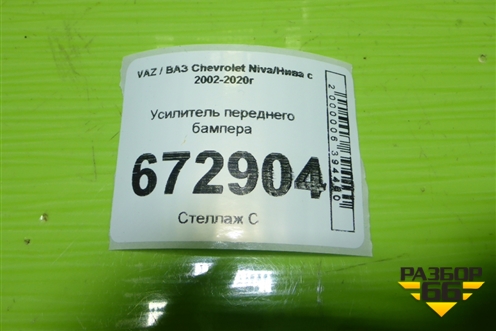 VAZ / ВАЗ Chevrolet Niva/Нива с
2002-2020г
Усилитель переднего
бампера
672904
Стеллаж С
2000006394480
РАЗБОР
66